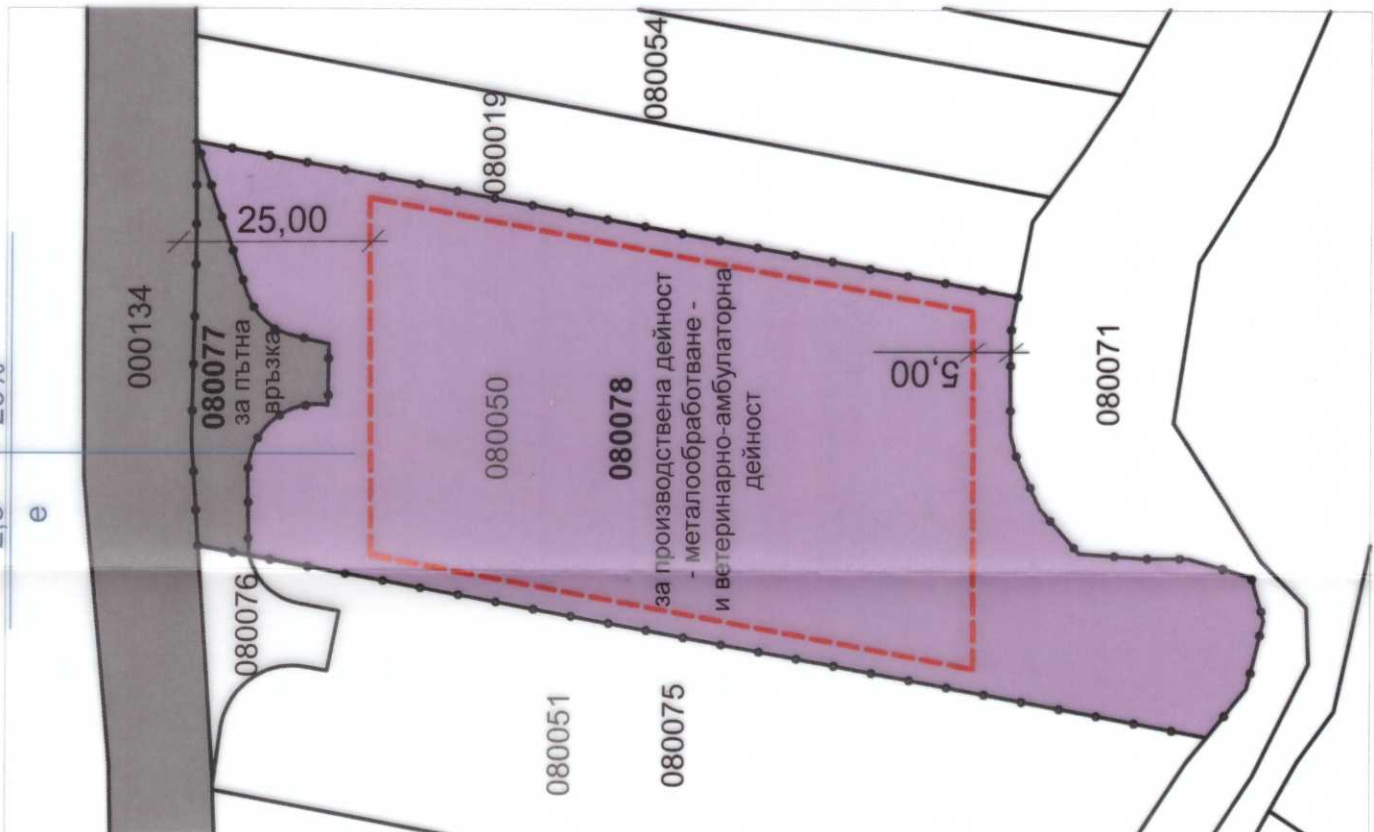 е
000134
080077
за пътна
връзка
25,00
080076
080019
080054
080050
080078
за производствена дейност
- металообработване -
и ветеринарно-амбулаторна
дейност
5,00
080071
080051
080075